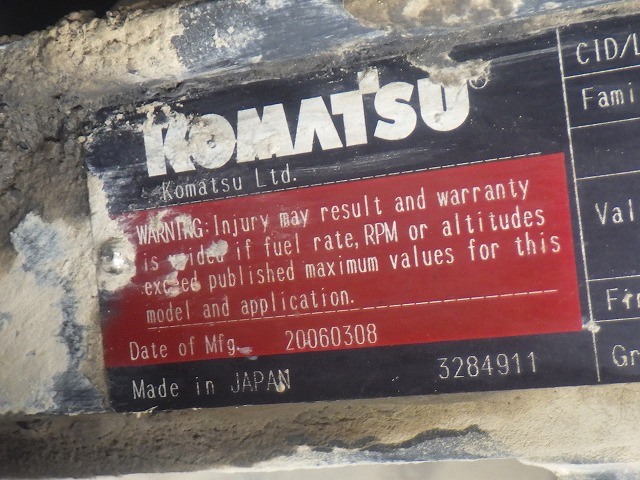 KOMATSU
Komatsu Ltd.
WARNING: Injury may result and warranty
is voided if fuel rate, RPM or altitudes
exceed published maximum values for this
model and application.
Date of Mfg. 20060308
Made in JAPAN 3284911
CID/L
Fami
Val
Fir
Gr